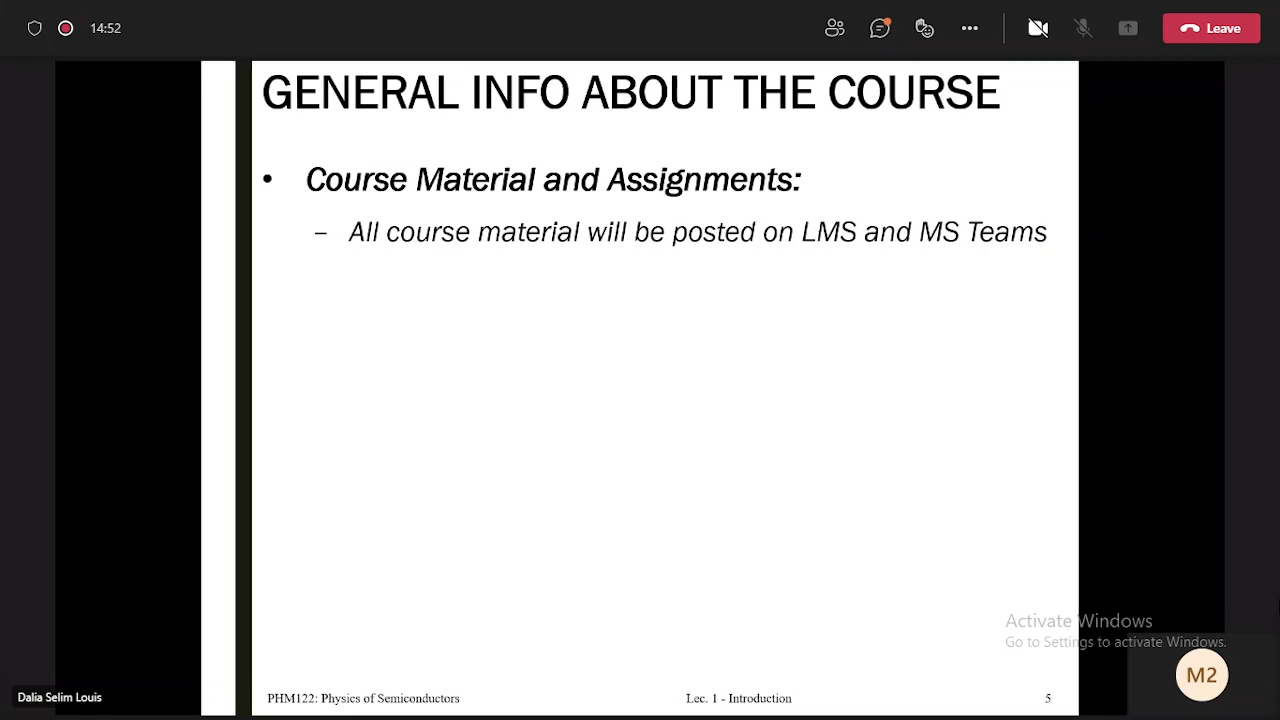 14:52
Leave
GENERAL INFO ABOUT THE COURSE
• Course Material and Assignments:
– All course material will be posted on LMS and MS Teams
Activate Windows
Go to Settings to activate Windows.
M2
Dalia Selim Louis
PHM122: Physics of Semiconductors
Lec. 1 - Introduction
5